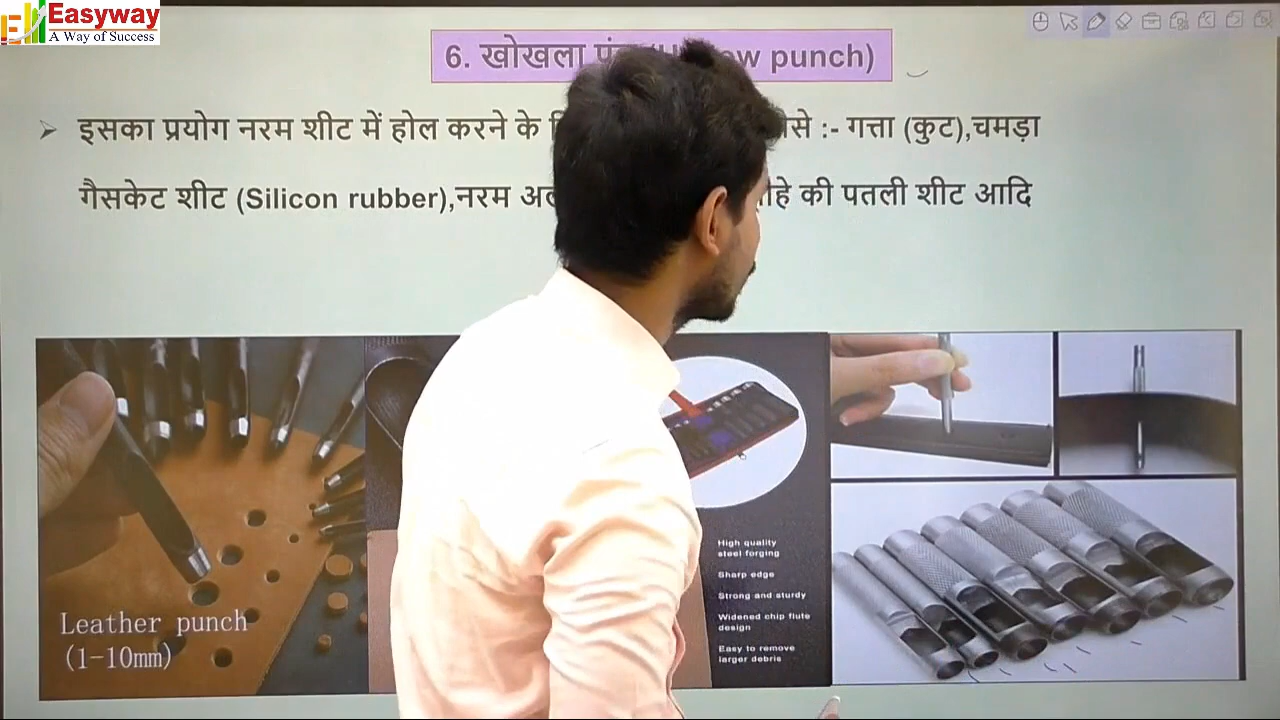 Easyway
A Way of Success
6. खोखला punch)
इसका प्रयोग नरम शीट में होल करने के :- गत्ता (कुट),चमड़ा
गैसकेट शीट (Silicon rubber),नरम की पतली शीट आदि
High quality
steel forging
Sharp edge
Strong and sturdy
Widened chip flute
design
Easy to remove
larger debris
Leather punch
(1-10mm)